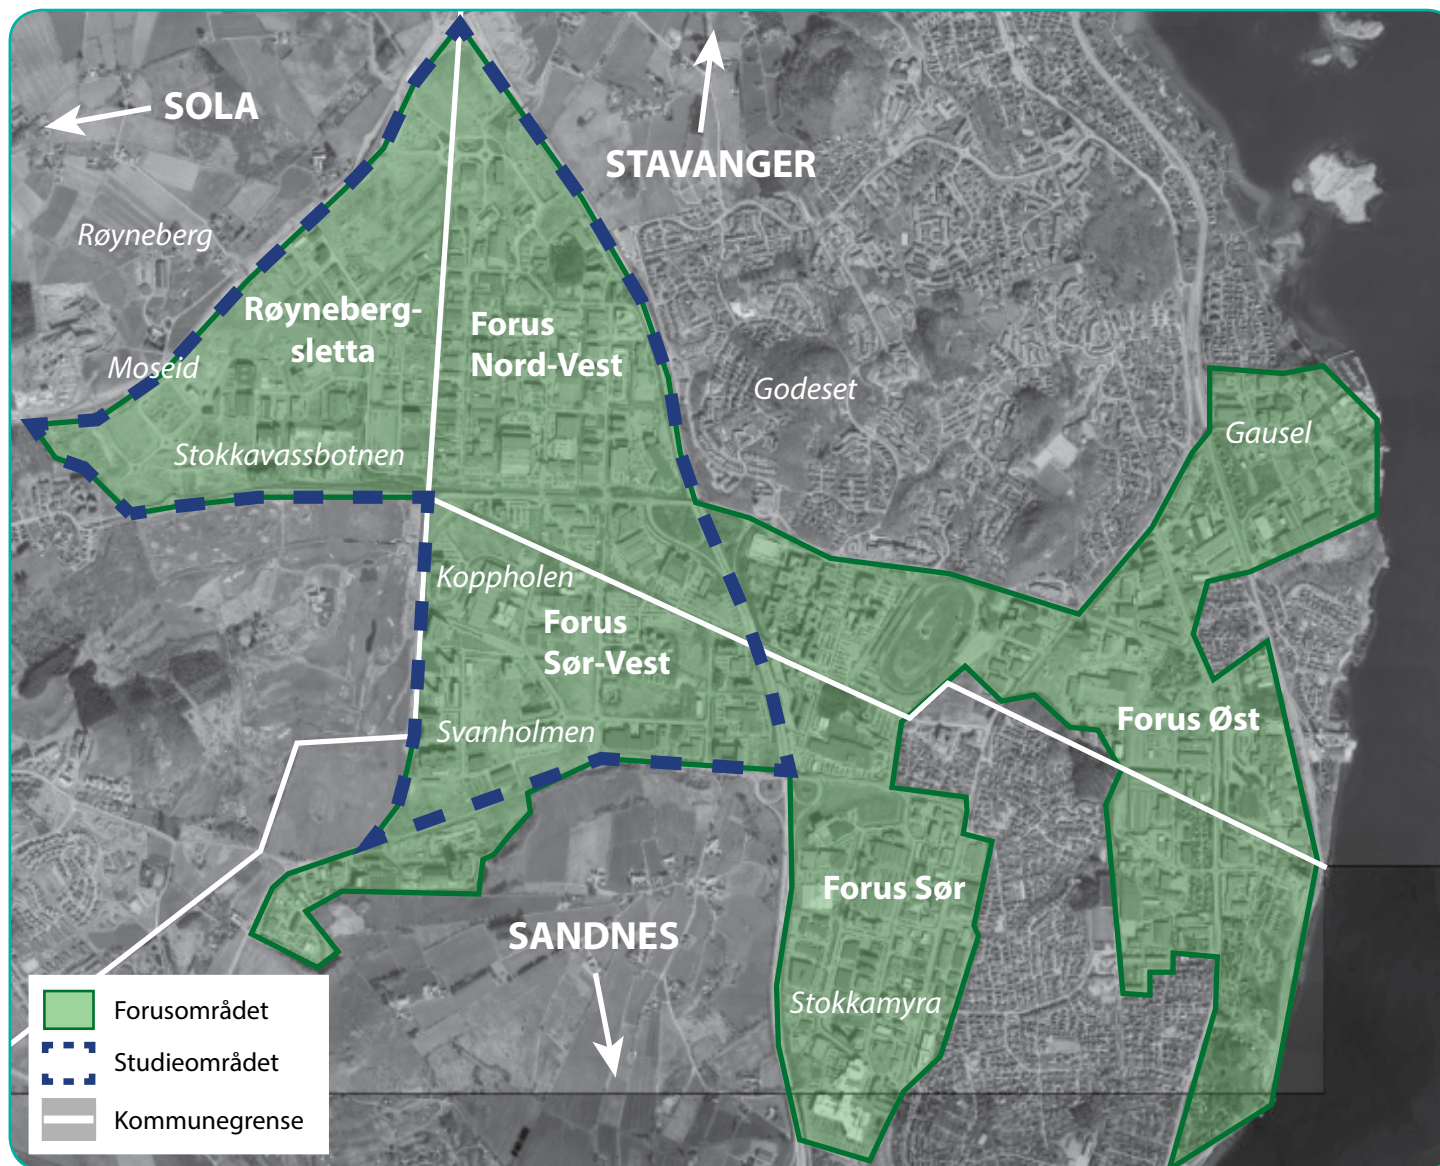 SOLA
STAVANGER
Røyneberg
Røyneberg-
sletta
Forus
Nord-Vest
Moseid
Godeset
Gausel
Stokkavassbotnen
Koppholen
Forus
Sør-Vest
Svanholmen
Forus Øst
Forus Sør
SANDNES
Stokkamyra
Forusområdet
Studieområdet
Kommunegrense